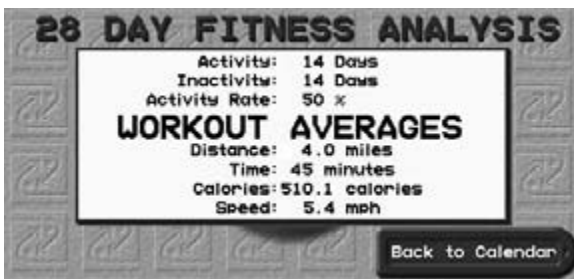 28 DAY FITNESS ANALYSIS
Activity: 14 Days
Inactivity: 14 Days
Activity Rate: 50 %
WORKOUT AVERAGES
Distance: 4.0 miles
Time: 45 minutes
Calories: 510.1 calories
Speed: 5.4 mph
Back to Calendar